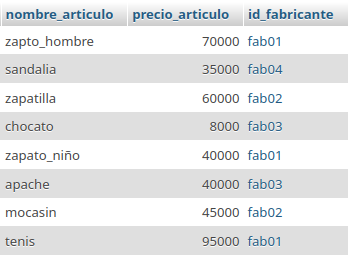 nombre_articulo precio_articulo id_fabricante
zapto_hombre 70000 fab01
sandalia 35000 fab04
zapatilla 60000 fab02
chocato 8000 fab03
zapato_niño 40000 fab01
apache 40000 fab03
mocasin 45000 fab02
tenis 95000 fab01